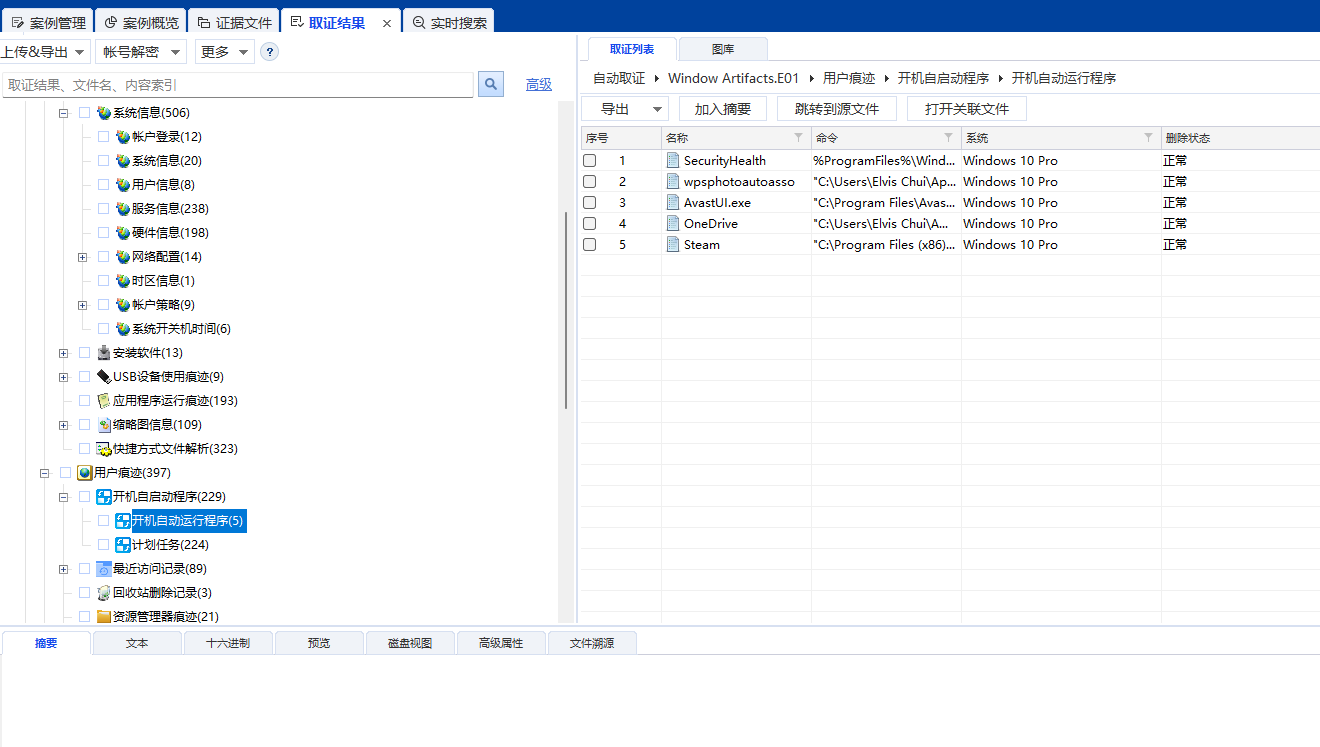 案例管理 案例概览 证据文件 取证结果 × 实时搜索
上传&导出 帐号解密 更多 ?
取证结果、文件名、内容索引 高级
系统信息(506)
帐户登录(12)
系统信息(20)
用户信息(8)
服务信息(238)
硬件信息(198)
网络配置(14)
时区信息(1)
帐户策略(9)
系统开关机时间(6)
安装软件(13)
USB设备使用痕迹(9)
应用程序运行痕迹(193)
缩略图信息(109)
快捷方式文件解析(323)
用户痕迹(397)
开机自启动程序(229)
开机自动运行程序(5)
计划任务(224)
最近访问记录(89)
回收站删除记录(3)
资源管理器痕迹(21)
取证列表 图库
自动取证 Window Artifacts.E01 用户痕迹 开机自启动程序 开机自动运行程序
导出 加入摘要 跳转到源文件 打开关联文件
序号 名称 命令 系统 删除状态
1 SecurityHealth %ProgramFiles%\Wind... Windows 10 Pro 正常
2 wpsphotoautoasso "C:\Users\Elvis Chui\Ap... Windows 10 Pro 正常
3 AvastUI.exe "C:\Program Files\Avas... Windows 10 Pro 正常
4 OneDrive "C:\Users\Elvis Chui\A... Windows 10 Pro 正常
5 Steam "C:\Program Files (x86)... Windows 10 Pro 正常
摘要 文本 十六进制 预览 磁盘视图 高级属性 文件溯源